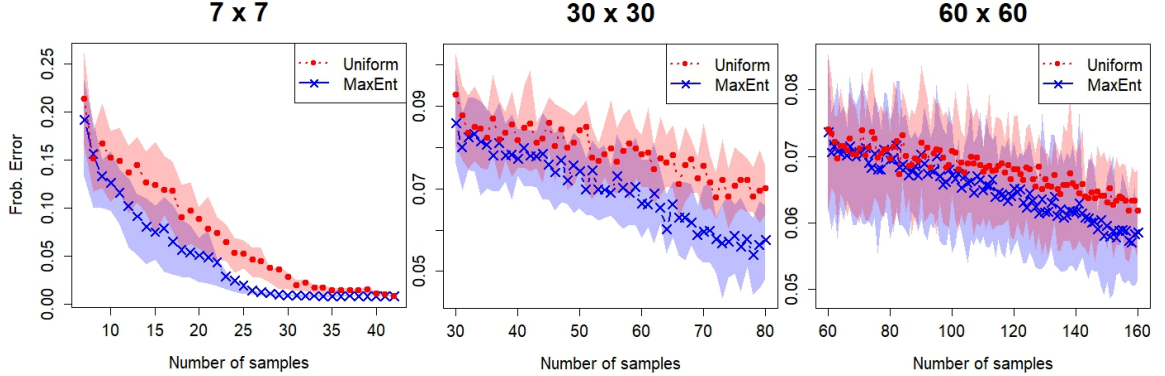 7 x 7
30 x 30
60 x 60
Uniform
MaxEnt
Uniform
MaxEnt
Uniform
MaxEnt
Frob. Error
0.25
0.20
0.15
0.10
0.05
0.00
0.09
0.07
0.05
0.08
0.07
0.06
0.05
10 15 20 25 30 35 40
30 40 50 60 70 80
60 80 100 120 140 160
Number of samples
Number of samples
Number of samples